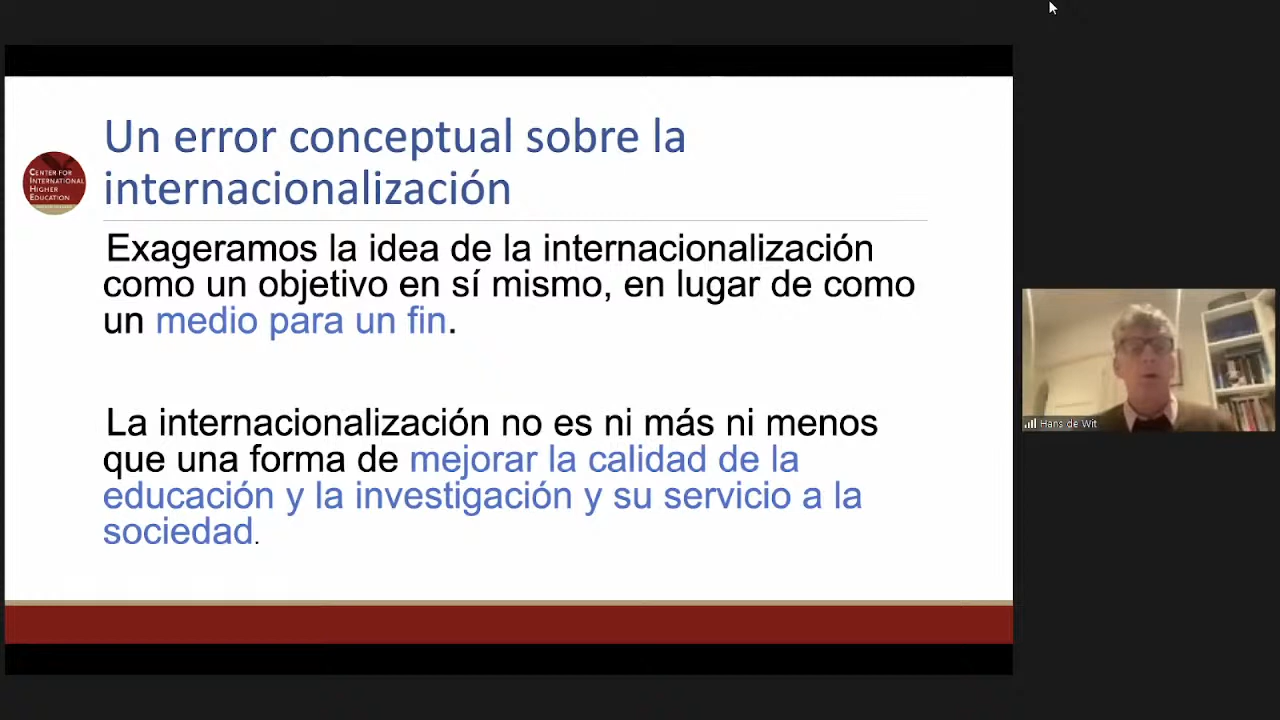 Un error conceptual sobre la
internacionalización
CENTER FOR
INTERNATIONAL
HIGHER
EDUCATION
Exageramos la idea de la internacionalización
como un objetivo en sí mismo, en lugar de como
un medio para un fin.
La internacionalización no es ni más ni menos
que una forma de mejorar la calidad de la
educación y la investigación y su servicio a la
sociedad.
Hans de Wit